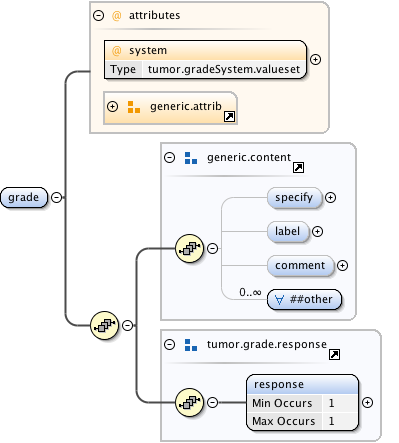 attributes
@ system
Type tumor.gradeSystem.valueset
generic.attrib
grade
generic.content
specify
label
comment
0..∞
∀ ##other
tumor.grade.response
response
Min Occurs 1
Max Occurs 1